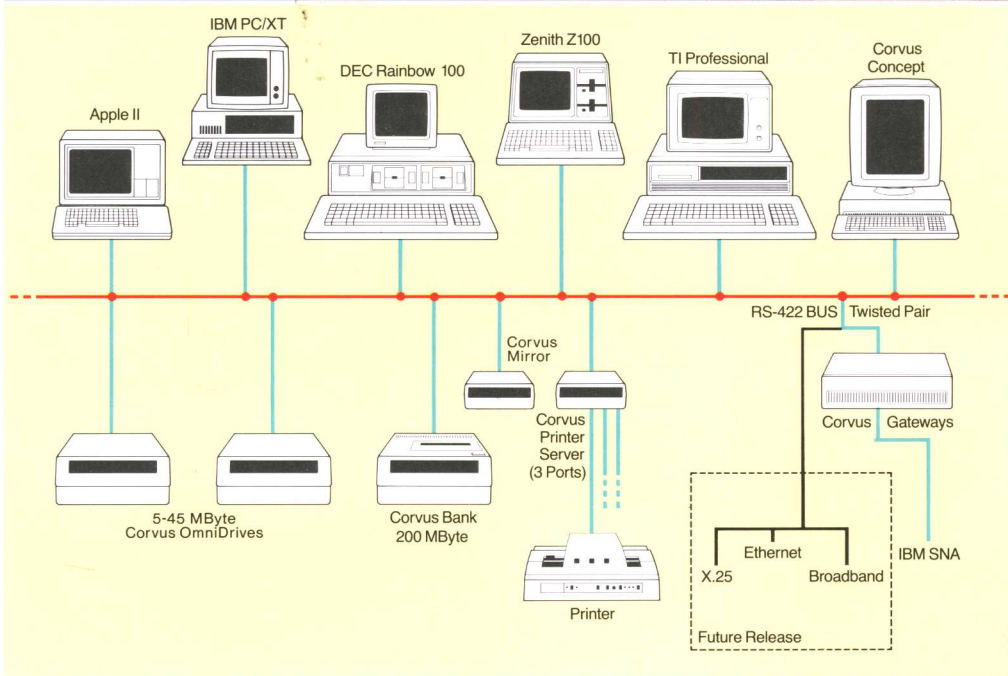 IBM PC/XT
Zenith Z100
Corvus
Concept
DEC Rainbow 100
TI Professional
Apple II
RS-422 BUS Twisted Pair
Corvus
Mirror
Corvus
Printer
Server
(3 Ports)
Corvus Gateways
5-45 MByte
Corvus OmniDrives
Corvus Bank
200 MByte
Printer
Ethernet
X.25
Broadband
IBM SNA
Future Release